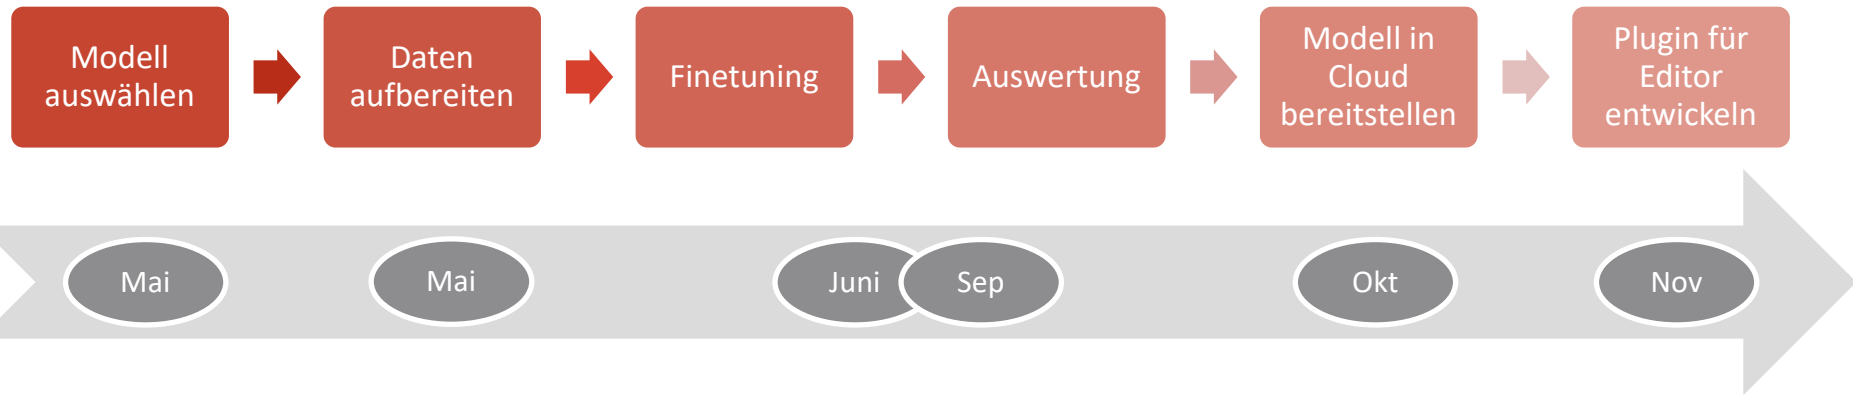 Modell
auswählen
Daten
aufbereiten
Finetuning
Auswertung
Modell in
Cloud
bereitstellen
Plugin für
Editor
entwickeln
Mai
Mai
Juni
Sep
Okt
Nov